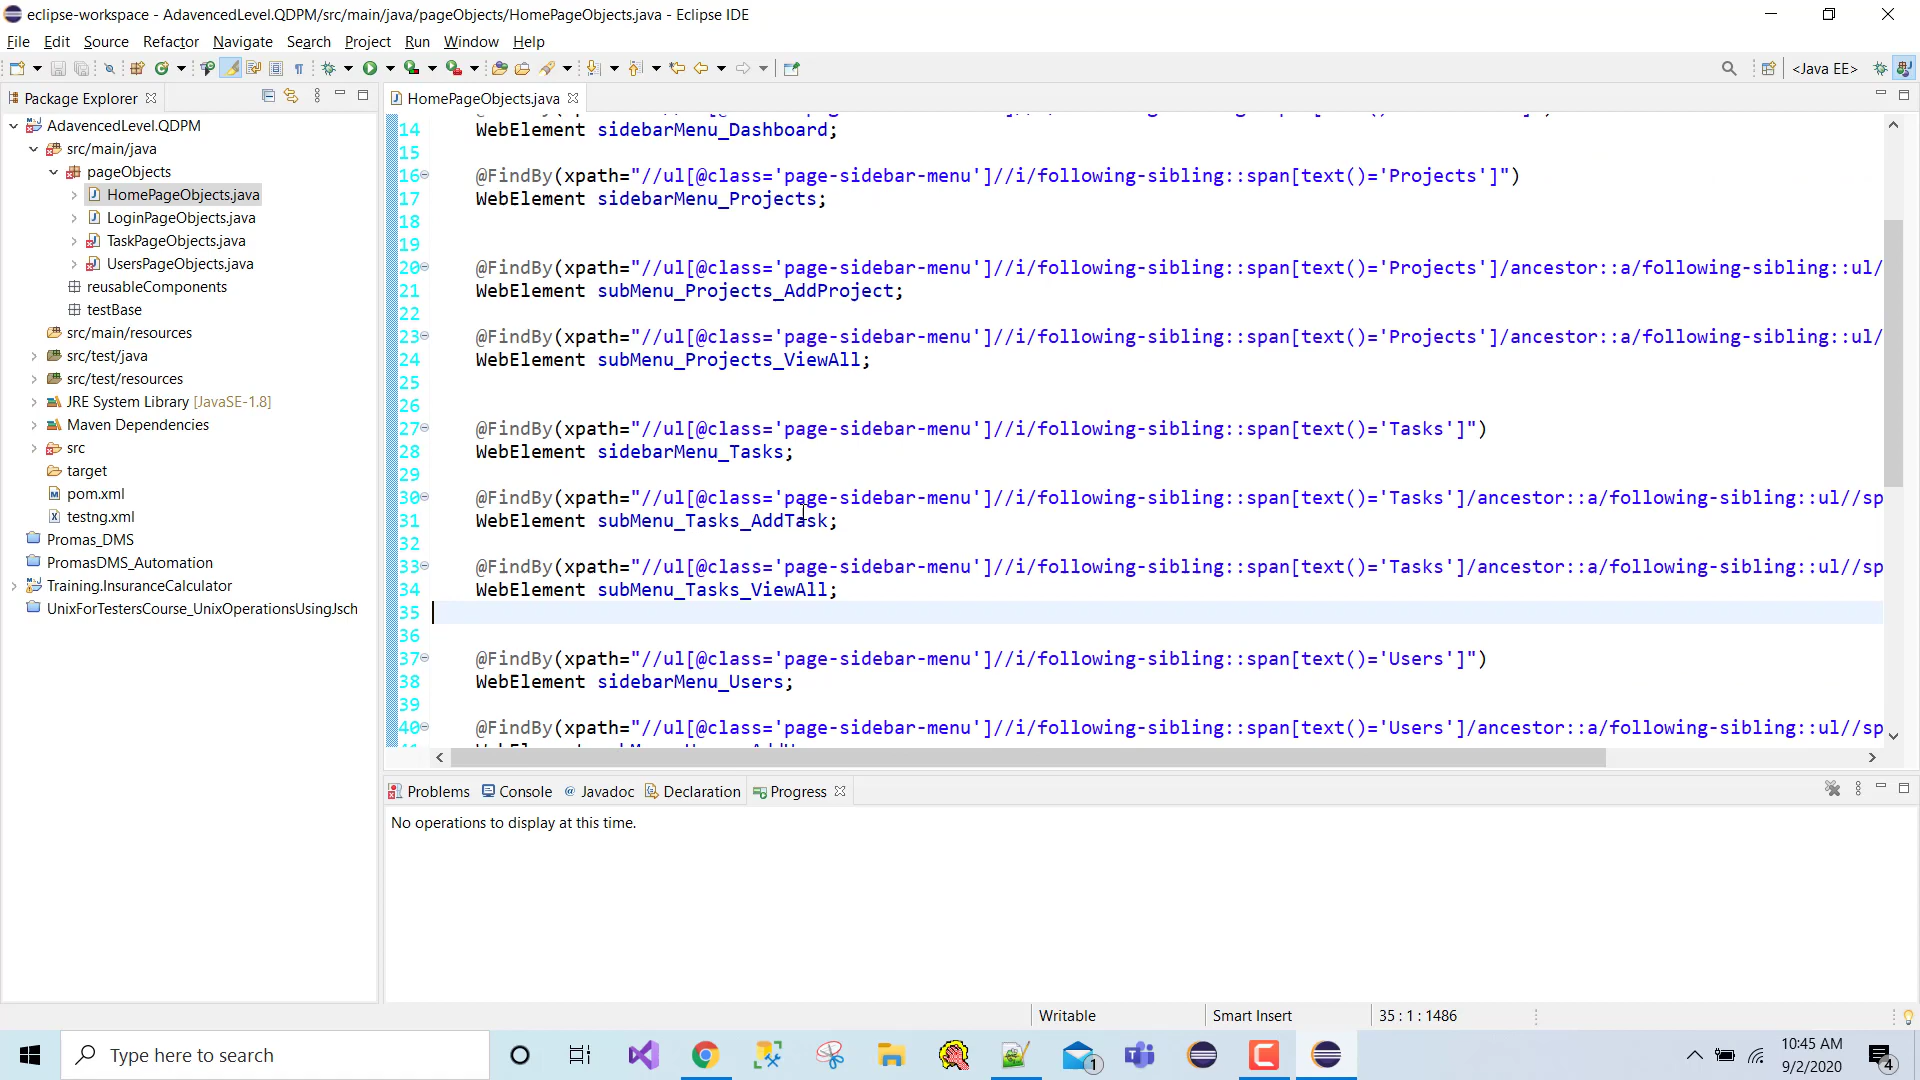 eclipse-workspace - AdavencedLevel.QDPM/src/main/java/pageObjects/HomePageObjects.java - Eclipse IDE
File Edit Source Refactor Navigate Search Project Run Window Help
<Java EE>
Package Explorer
HomePageObjects.java
AdavencedLevel.QDPM
src/main/java
pageObjects
HomePageObjects.java
LoginPageObjects.java
TaskPageObjects.java
UsersPageObjects.java
reusableComponents
testBase
src/main/resources
src/test/java
src/test/resources
JRE System Library [JavaSE-1.8]
Maven Dependencies
src
target
pom.xml
testng.xml
Promas_DMS
PromasDMS_Automation
Training.InsuranceCalculator
UnixForTestersCourse_UnixOperationsUsingJsch
14 WebElement sidebarMenu_Dashboard;
15
16 @FindBy(xpath="//ul[@class='page-sidebar-menu']//i/following-sibling::span[text()='Projects']")
17 WebElement sidebarMenu_Projects;
18
19
20 @FindBy(xpath="//ul[@class='page-sidebar-menu']//i/following-sibling::span[text()='Projects']/ancestor::a/following-sibling::ul/
21 WebElement subMenu_Projects_AddProject;
22
23 @FindBy(xpath="//ul[@class='page-sidebar-menu']//i/following-sibling::span[text()='Projects']/ancestor::a/following-sibling::ul/
24 WebElement subMenu_Projects_ViewAll;
25
26
27 @FindBy(xpath="//ul[@class='page-sidebar-menu']//i/following-sibling::span[text()='Tasks']")
28 WebElement sidebarMenu_Tasks;
29
30 @FindBy(xpath="//ul[@class='page-sidebar-menu']//i/following-sibling::span[text()='Tasks']/ancestor::a/following-sibling::ul//sp
31 WebElement subMenu_Tasks_AddTask;
32
33 @FindBy(xpath="//ul[@class='page-sidebar-menu']//i/following-sibling::span[text()='Tasks']/ancestor::a/following-sibling::ul//sp
34 WebElement subMenu_Tasks_ViewAll;
35
36
37 @FindBy(xpath="//ul[@class='page-sidebar-menu']//i/following-sibling::span[text()='Users']")
38 WebElement sidebarMenu_Users;
39
40 @FindBy(xpath="//ul[@class='page-sidebar-menu']//i/following-sibling::span[text()='Users']/ancestor::a/following-sibling::ul//sp
Problems Console @ Javadoc Declaration Progress
No operations to display at this time.
Writable Smart Insert 35 : 1 : 1486
Type here to search
1
10:45 AM
9/2/2020
4